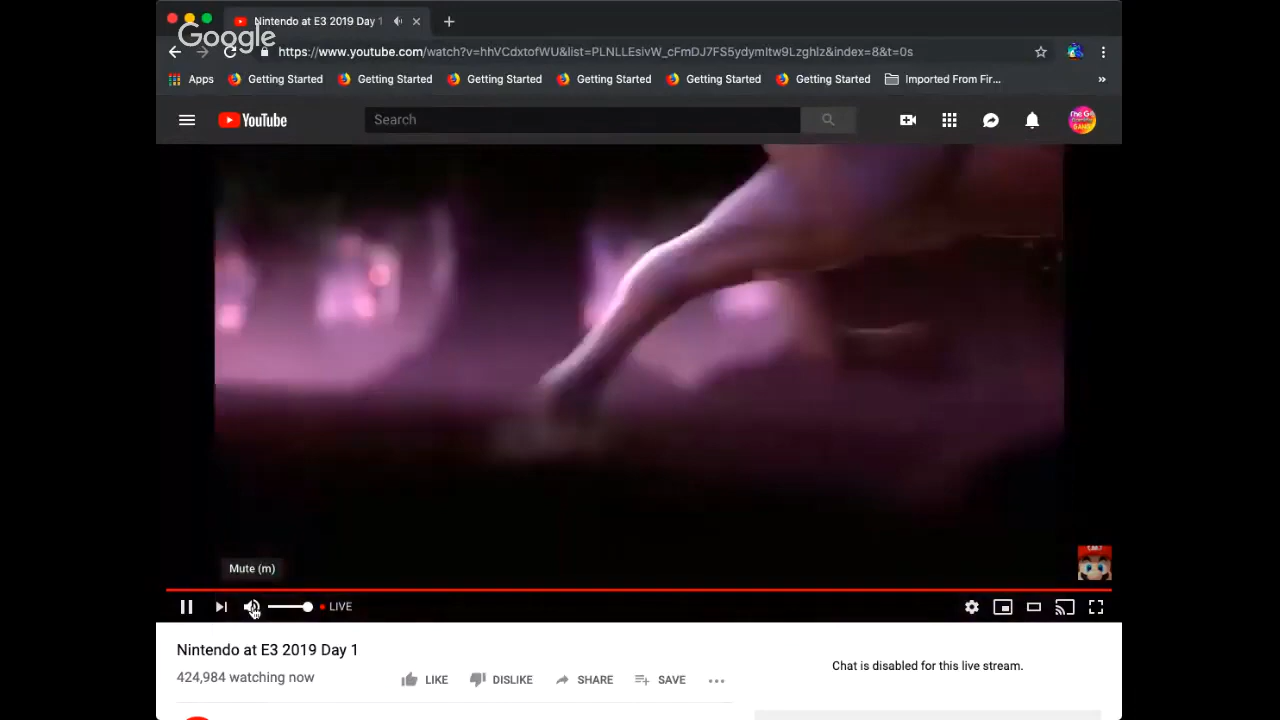 Nintendo at E3 2019 Day 1
Google
https://www.youtube.com/watch?v=hhVCdxtofWU&list=PLNLLEsivW_cFmDJ7FS5ydymItw9Lzghlz&index=8&t=0s
Apps Getting Started Getting Started Getting Started Getting Started Getting Started Getting Started Imported From Fir... »
YouTube Search
Mute (m)
LIVE
Nintendo at E3 2019 Day 1
424,984 watching now
LIKE DISLIKE SHARE SAVE
Chat is disabled for this live stream.